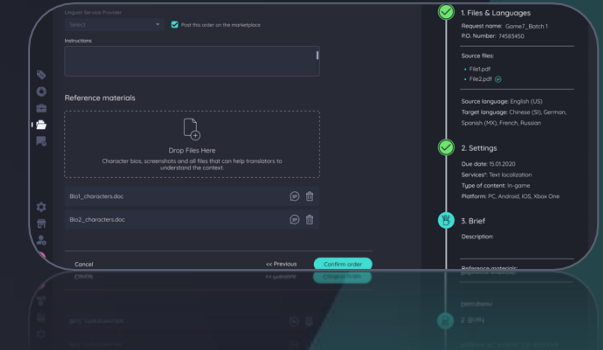 Lingoist Service Provider
Select
Post this order on the marketplace
Instructions
Reference materials
Drop Files Here
Character bios, screenshots and all files that can help translators to
understand the context.
Bio1_characters.doc
Bio2_characters.doc
Cancel
<< Previous
Confirm order
1. Files & Languages
Request name: Game7_Batch 1
P.O. Number: 74583450
Source files:
File1.pdf
File2.pdf
Source language: English (US)
Target language: Chinese (SI), German,
Spanish (MX), French, Russian
2. Settings
Due date: 15.01.2020
Services*: Text localization
Type of content: In-game
Platform: PC, Android, IOS, Xbox One
3. Brief
Description:
Reference materials: